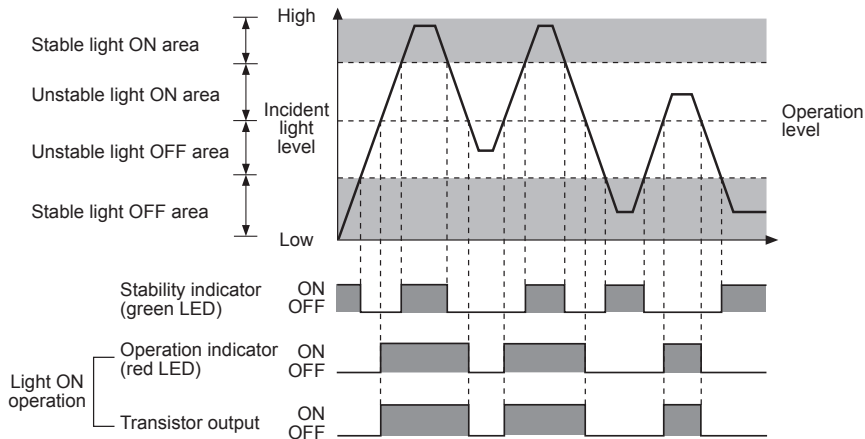 High
Stable light ON area
Unstable light ON area
Incident
light
level
Operation
level
Unstable light OFF area
Stable light OFF area
Low
Stability indicator
(green LED)
ON
OFF
Operation indicator
(red LED)
ON
OFF
Light ON
operation
Transistor output
ON
OFF